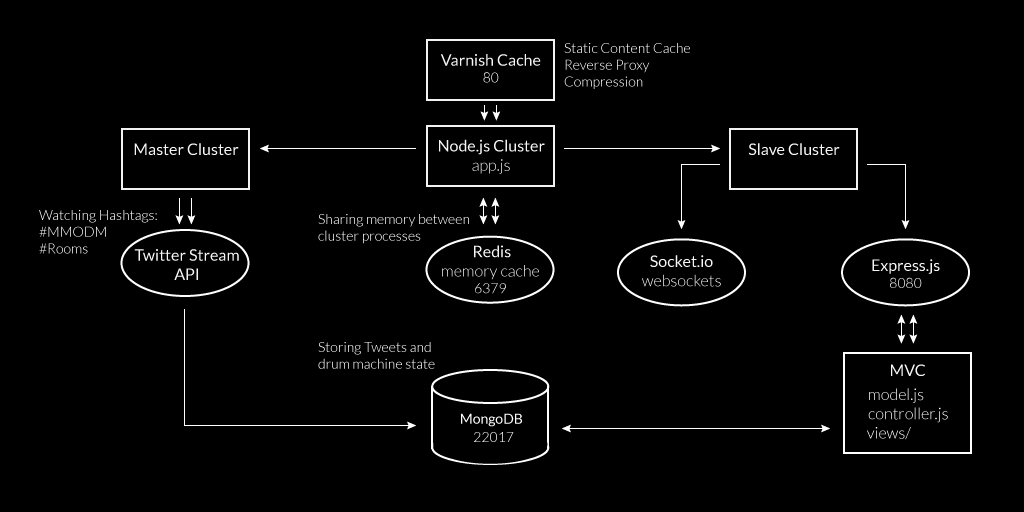 Varnish Cache
80
Static Content Cache
Reverse Proxy
Compression
Master Cluster
Node.js Cluster
app.js
Slave Cluster
Watching Hashtags:
#MMODM
#Rooms
Twitter Stream
API
Sharing memory between
cluster processes
Redis
memory cache
6379
Socket.io
websockets
Express.js
8080
Storing Tweets and
drum machine state
MongoDB
22017
MVC
model.js
controller.js
views/